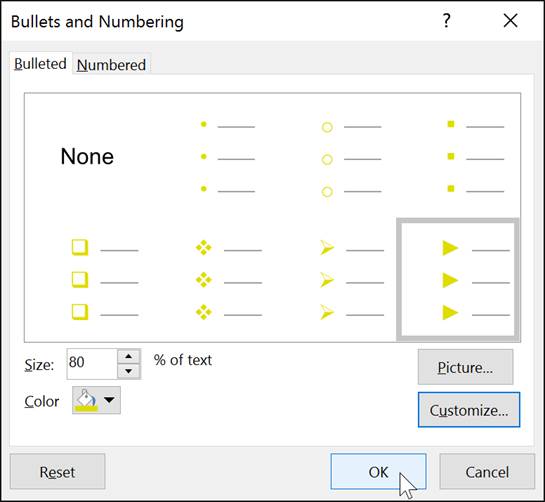 Bullets and Numbering ?
Bulleted Numbered
None
Size: 80 % of text
Picture...
Color
Customize...
Reset OK Cancel